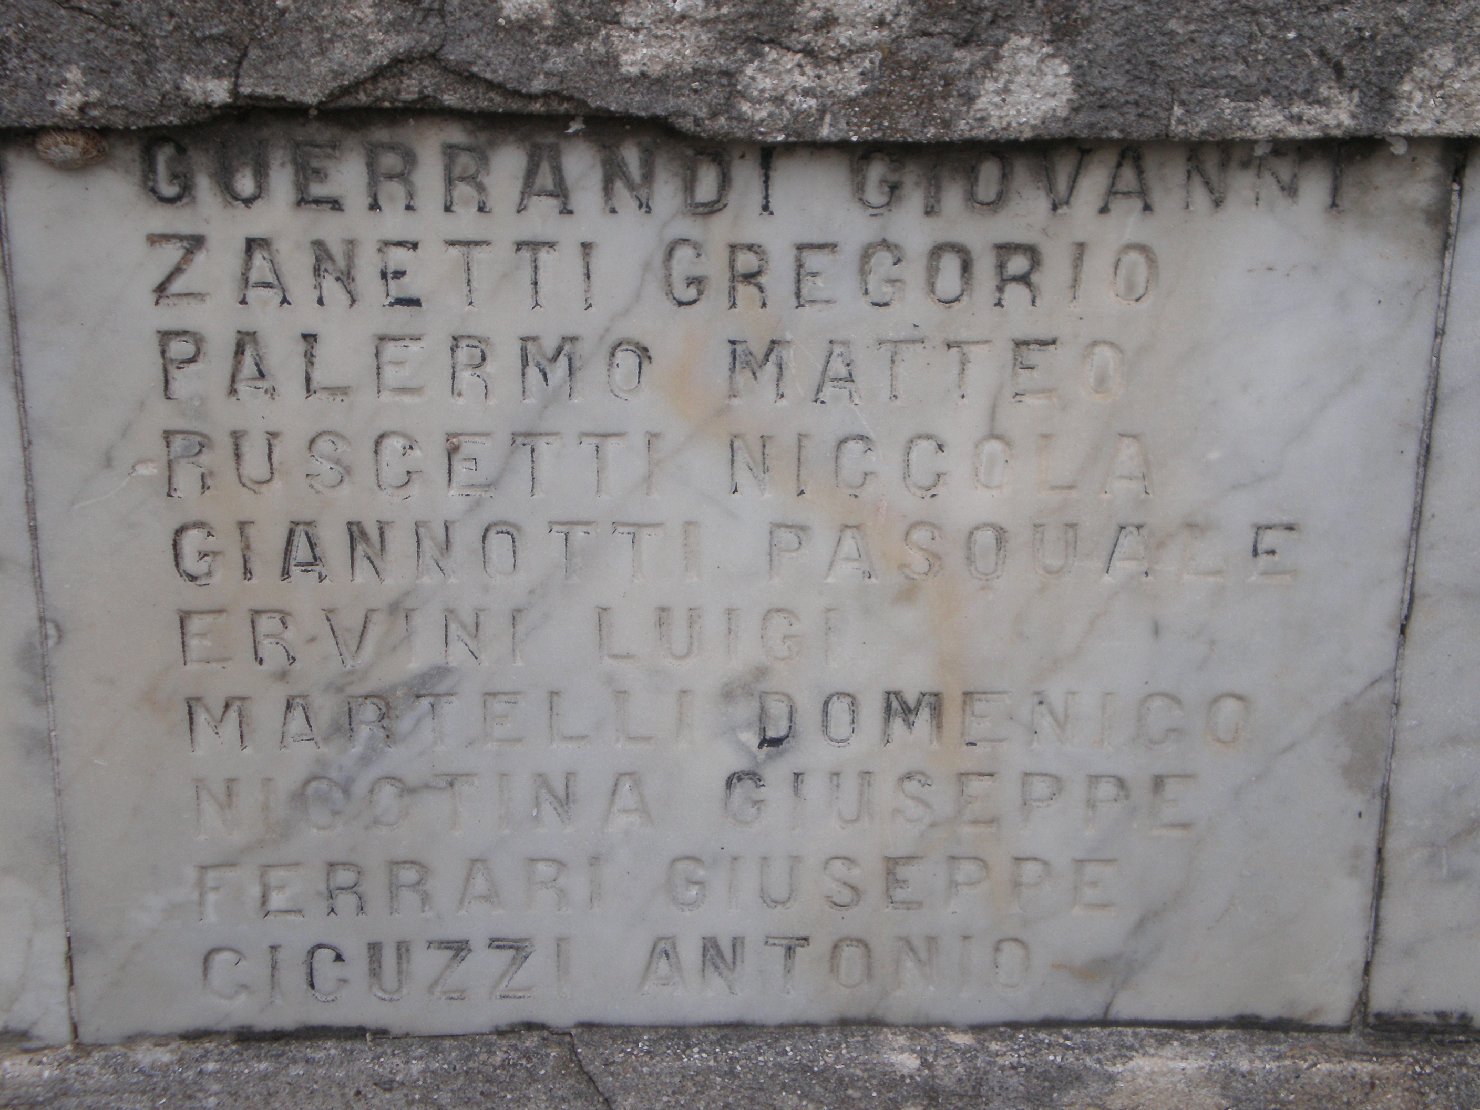 GUERRANDI GIOVANNI
ZANETTI GREGORIO
PALERMO MATTEO
RUSCETTI NICCOLA
GIANNOTTI PASQUALE
ERVINI LUIGI
MARTELLI DOMENICO
NICOTINA GIUSEPPE
FERRARI GIUSEPPE
CICUZZI ANTONIO